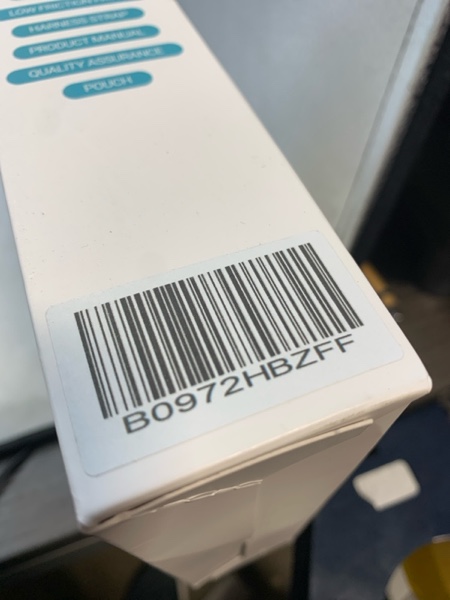 LOW FRICTION
HARNESS STRAP
PRODUCT MANUAL
QUALITY ASSURANCE
POUCH
B0972HBZFF